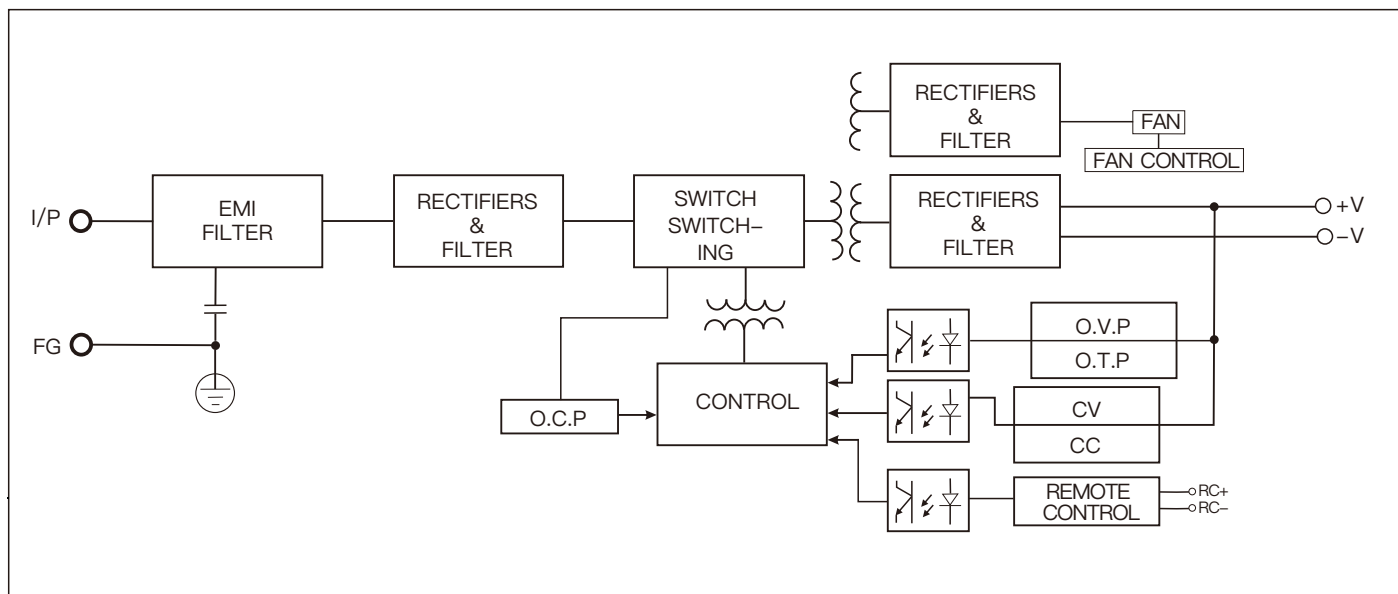 RECTIFIERS
&
FILTER
FAN
FAN CONTROL
I/P
EMI
FILTER
RECTIFIERS
&
FILTER
SWITCH
SWITCH-
ING
RECTIFIERS
&
FILTER
+V
-V
FG
O.V.P
O.T.P
O.C.P
CONTROL
CV
CC
REMOTE
CONTROL
RC+
RC-